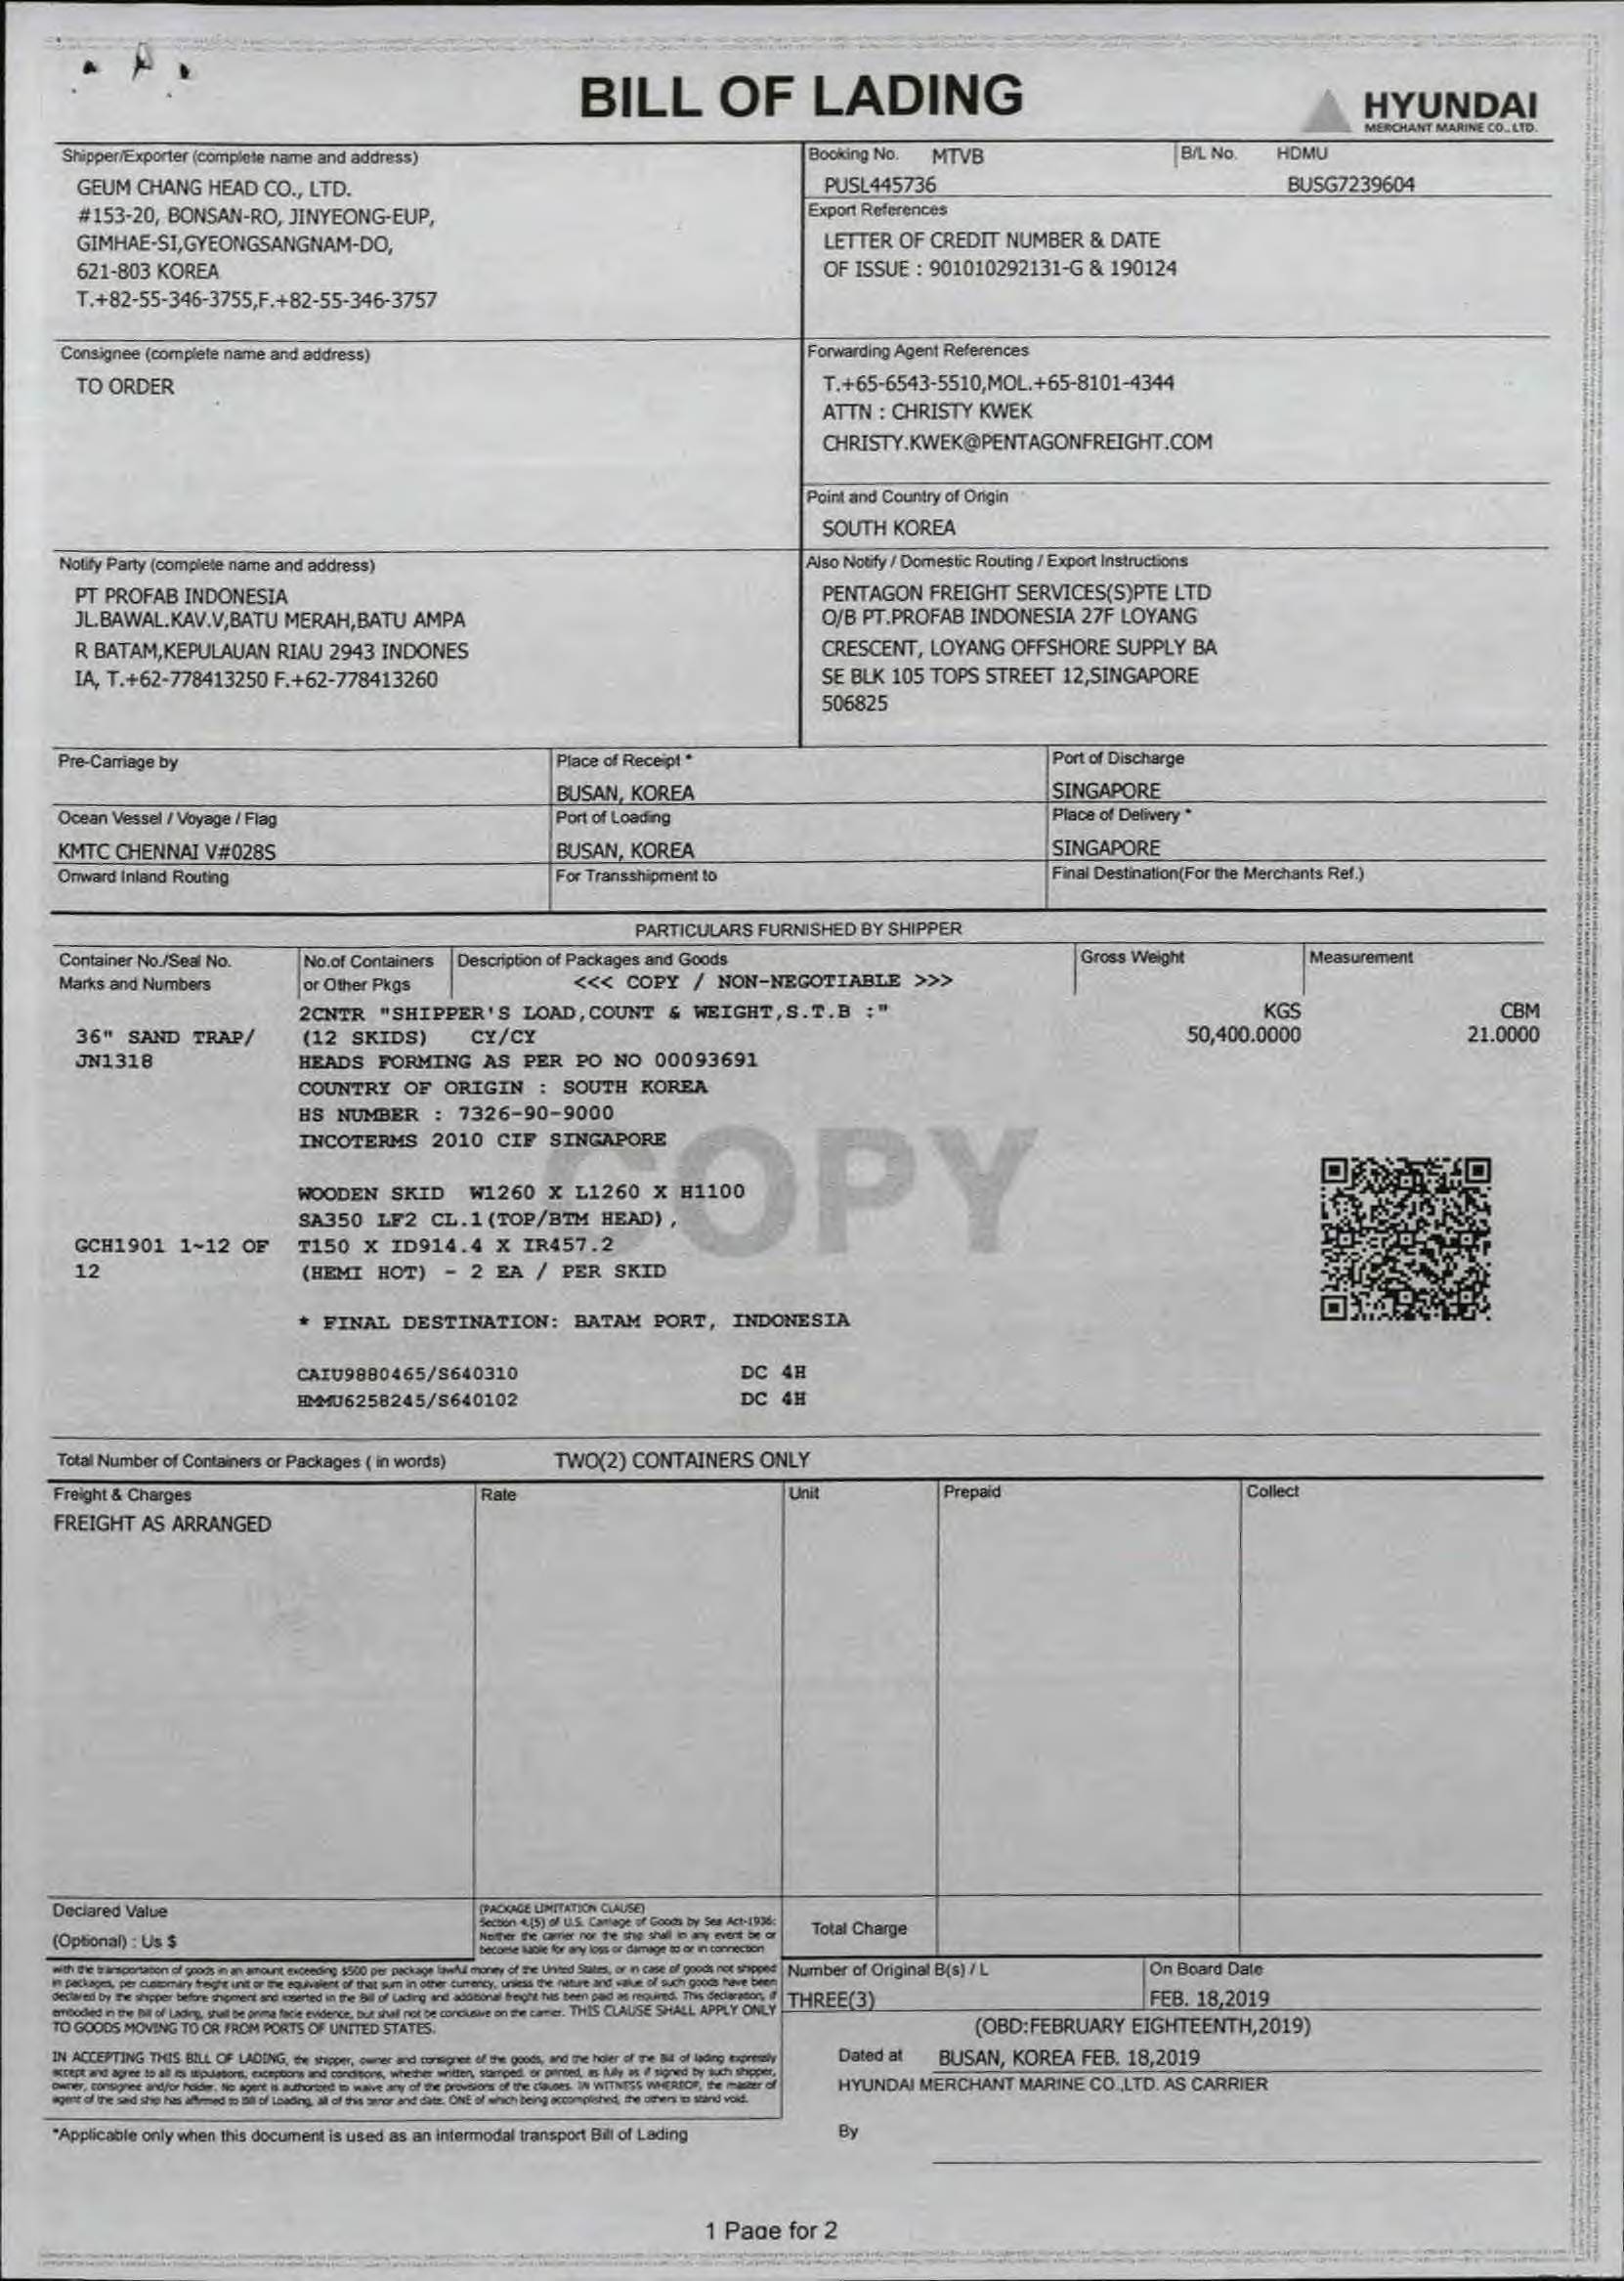 BILL OF LADING
HYUNDAI
MERCHANT MARINE CO., LTD.
Shipper/Exporter (complete name and address)
GEUM CHANG HEAD CO., LTD.
#153-20, BONSAN-RO, JINYEONG-EUP,
GIMHAE-SI,GYEONGSANGNAM-DO,
621-803 KOREA
T.+82-55-346-3755,F.+82-55-346-3757
Booking No. MTVB
PUSL445736
B/L No. HDMU
BUSG7239604
Export References
LETTER OF CREDIT NUMBER & DATE
OF ISSUE : 901010292131-G & 190124
Consignee (complete name and address)
TO ORDER
Forwarding Agent References
T.+65-6543-5510,MOL.+65-8101-4344
ATTN : CHRISTY KWEK
CHRISTY.KWEK@PENTAGONFREIGHT.COM
Point and Country of Origin
SOUTH KOREA
Notify Party (complete name and address)
PT PROFAB INDONESIA
JL.BAWAL.KAV.V,BATU MERAH,BATU AMPA
R BATAM,KEPULAUAN RIAU 2943 INDONES
IA, T.+62-778413250 F.+62-778413260
Also Notify / Domestic Routing / Export Instructions
PENTAGON FREIGHT SERVICES(S)PTE LTD
O/B PT.PROFAB INDONESIA 27F LOYANG
CRESCENT, LOYANG OFFSHORE SUPPLY BA
SE BLK 105 TOPS STREET 12,SINGAPORE
506825
Pre-Carriage by
Place of Receipt *
BUSAN, KOREA
Port of Discharge
SINGAPORE
Ocean Vessel / Voyage / Flag
KMTC CHENNAI V#028S
Port of Loading
BUSAN, KOREA
Place of Delivery *
SINGAPORE
Onward Inland Routing
For Transshipment to
Final Destination(For the Merchants Ref.)
PARTICULARS FURNISHED BY SHIPPER
Container No./Seal No.
Marks and Numbers
No.of Containers
or Other Pkgs
Description of Packages and Goods
<<< COPY / NON-NEGOTIABLE >>>
Gross Weight
Measurement
2CNTR "SHIPPER'S LOAD,COUNT & WEIGHT,S.T.B :"
KGS
CBM
36" SAND TRAP/ (12 SKIDS) CY/CY
50,400.0000
21.0000
JN1318 HEADS FORMING AS PER PO NO 00093691
COUNTRY OF ORIGIN : SOUTH KOREA
HS NUMBER : 7326-90-9000
INCOTERMS 2010 CIF SINGAPORE
COPY
WOODEN SKID W1260 X L1260 X H1100
SA350 LF2 CL.1(TOP/BTM HEAD),
GCH1901 1~12 OF T150 X ID914.4 X IR457.2
12 (HEMI HOT) - 2 EA / PER SKID
* FINAL DESTINATION: BATAM PORT, INDONESIA
CAIU9880465/S640310 DC 4H
HMMU6258245/S640102 DC 4H
Total Number of Containers or Packages ( in words) TWO(2) CONTAINERS ONLY
Freight & Charges
Rate
Unit
Prepaid
Collect
FREIGHT AS ARRANGED
Declared Value
(Optional) : Us $
(PACKAGE LIMITATION CLAUSE)
Section 4.(5) of U.S. Carriage of Goods by Sea Act-1936:
Neither the carrier nor the ship shall in any event be or
become liable for any loss or damage to or in connection
Total Charge
with the transportation of goods in an amount exceeding $500 per package lawful money of the United States, or in case of goods not shipped
in packages, per customary freight unit or the equivalent of that sum in other currency, unless the nature and value of such goods have been
declared by the shipper before shipment and inserted in the Bill of Lading and additional freight has been paid as required. This declaration, if
embodied in the Bill of Lading, shall be prima facie evidence, but shall not be conclusive on the carrier. THIS CLAUSE SHALL APPLY ONLY
TO GOODS MOVING TO OR FROM PORTS OF UNITED STATES.
Number of Original B(s) / L
THREE(3)
On Board Date
FEB. 18,2019
(OBD:FEBRUARY EIGHTEENTH,2019)
IN ACCEPTING THIS BILL OF LADING, the shipper, owner and consignee of the goods, and the holer of the Bill of lading expressly
accept and agree to all its stipulations, exceptions and conditions, whether written, stamped, or printed, as fully as if signed by such shipper,
owner, consignee and/or holder. No agent is authorized to waive any of the provisions of the clauses. IN WITNESS WHEREOF, the master of
agent of the said ship has affirmed to Bill of Loading, all of this tenor and date. ONE of which being accomplished, the others to stand void.
Dated at BUSAN, KOREA FEB. 18,2019
HYUNDAI MERCHANT MARINE CO.,LTD. AS CARRIER
*Applicable only when this document is used as an intermodal transport Bill of Lading
By
1 Page for 2